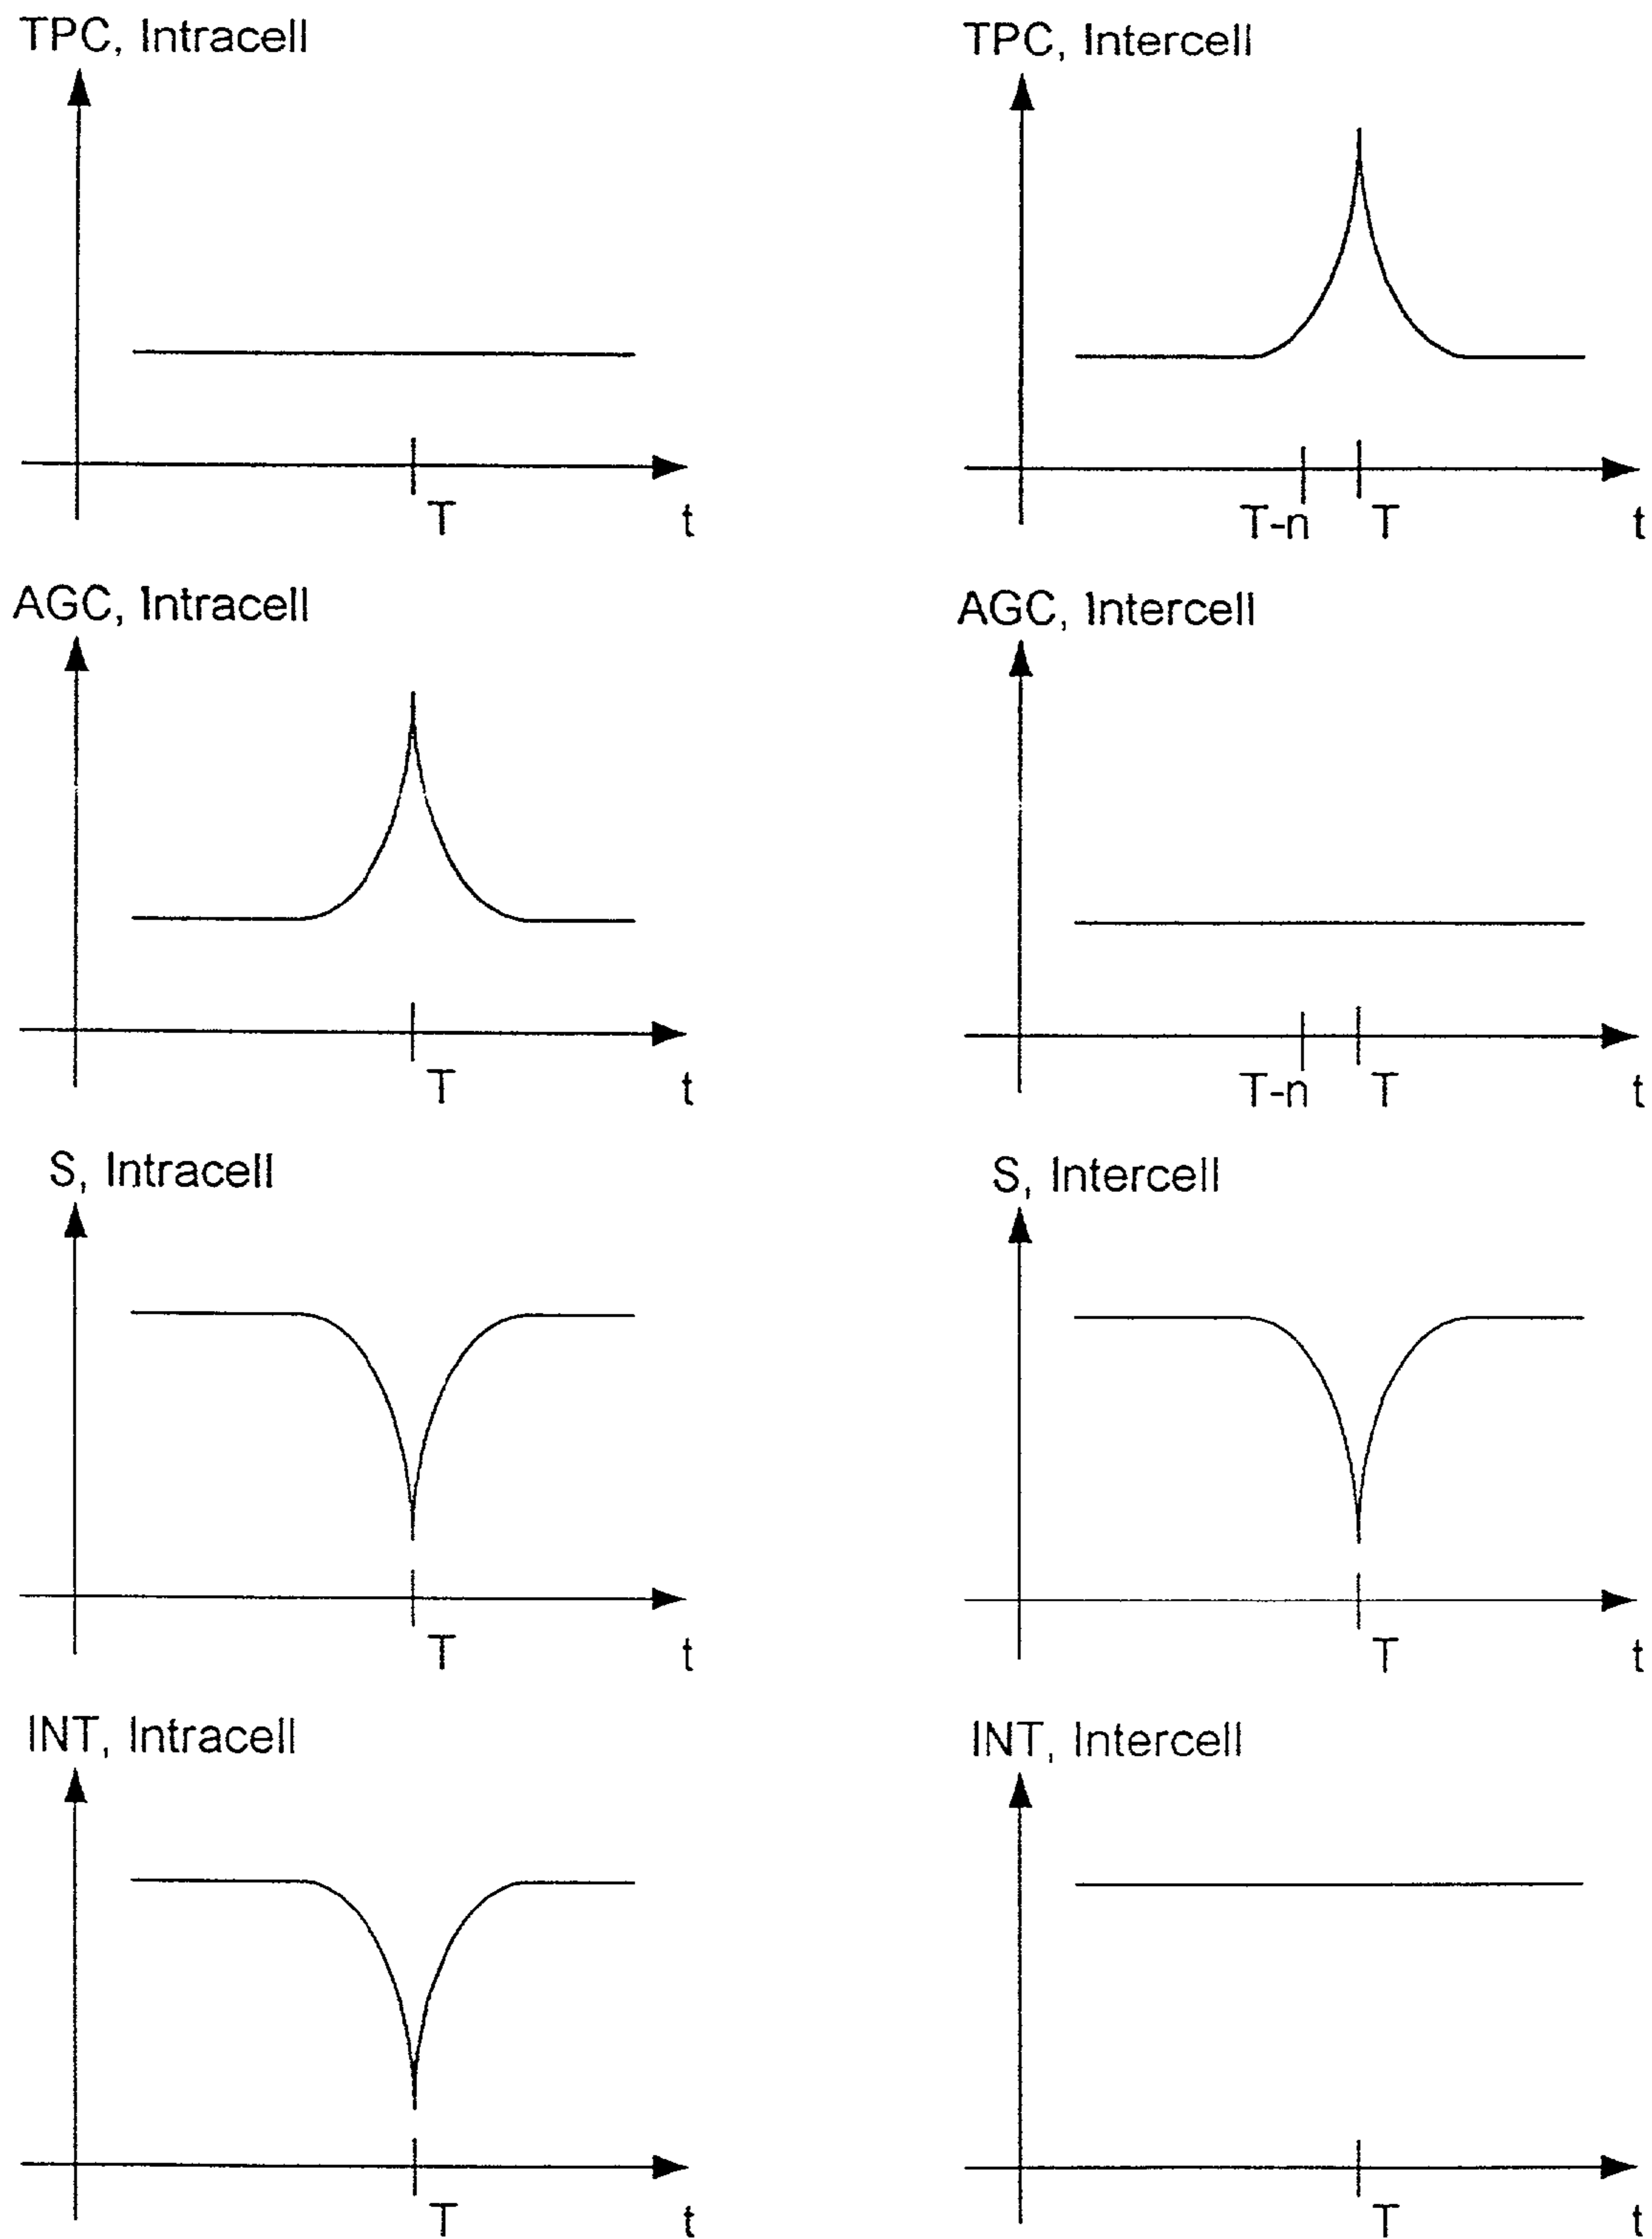 TPC, Intracell
T
t
TPC, Intercell
T-n T
t
AGC, Intracell
T
t
AGC, Intercell
T-n T
t
S, Intracell
T
t
S, Intercell
T
t
INT, Intracell
T
t
INT, Intercell
T
t